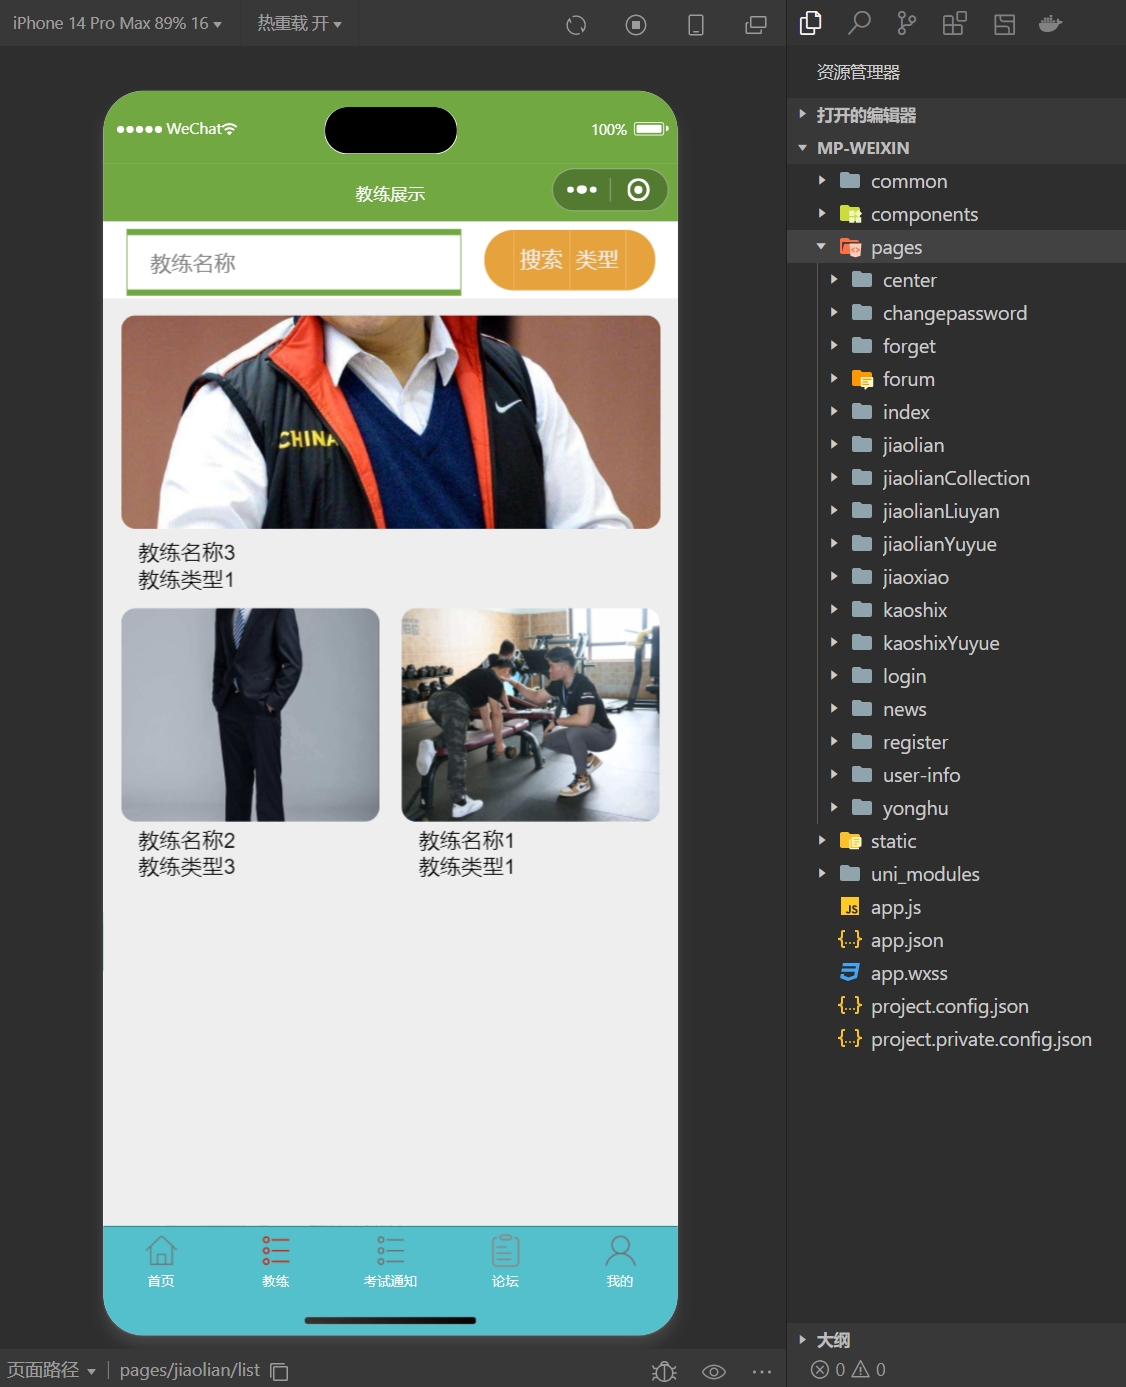 iPhone 14 Pro Max 89% 16
热重载 开
WeChat
100%
教练展示
教练名称
搜索
类型
CHINA
教练名称3
教练类型1
教练名称2
教练类型3
教练名称1
教练类型1
首页
教练
考试通知
论坛
我的
页面路径
pages/jiaolian/list
资源管理器
打开的编辑器
MP-WEIXIN
common
components
pages
center
changepassword
forget
forum
index
jiaolian
jiaolianCollection
jiaolianLiuyan
jiaolianYuyue
jiaoxiao
kaoshix
kaoshixYuyue
login
news
register
user-info
yonghu
static
uni_modules
JS app.js
{..} app.json
app.wxss
{..} project.config.json
{..} project.private.config.json
大纲
0 0